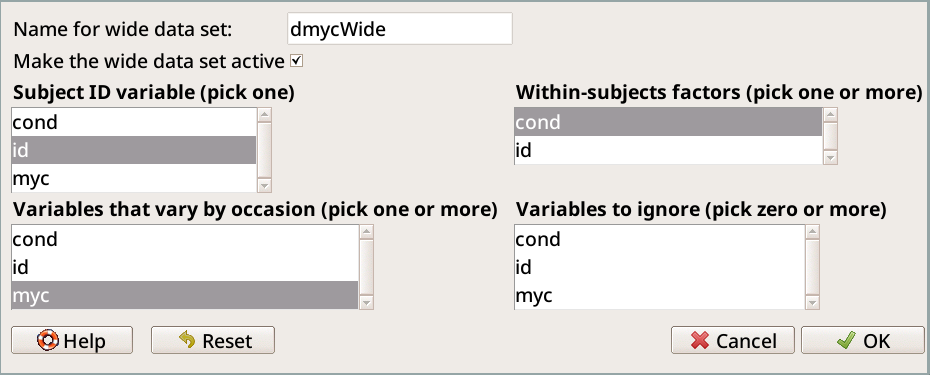 Name for wide data set: dmycWide
Make the wide data set active
Subject ID variable (pick one)
cond
id
myc
Within-subjects factors (pick one or more)
cond
id
Variables that vary by occasion (pick one or more)
cond
id
myc
Variables to ignore (pick zero or more)
cond
id
myc
Help Reset Cancel OK